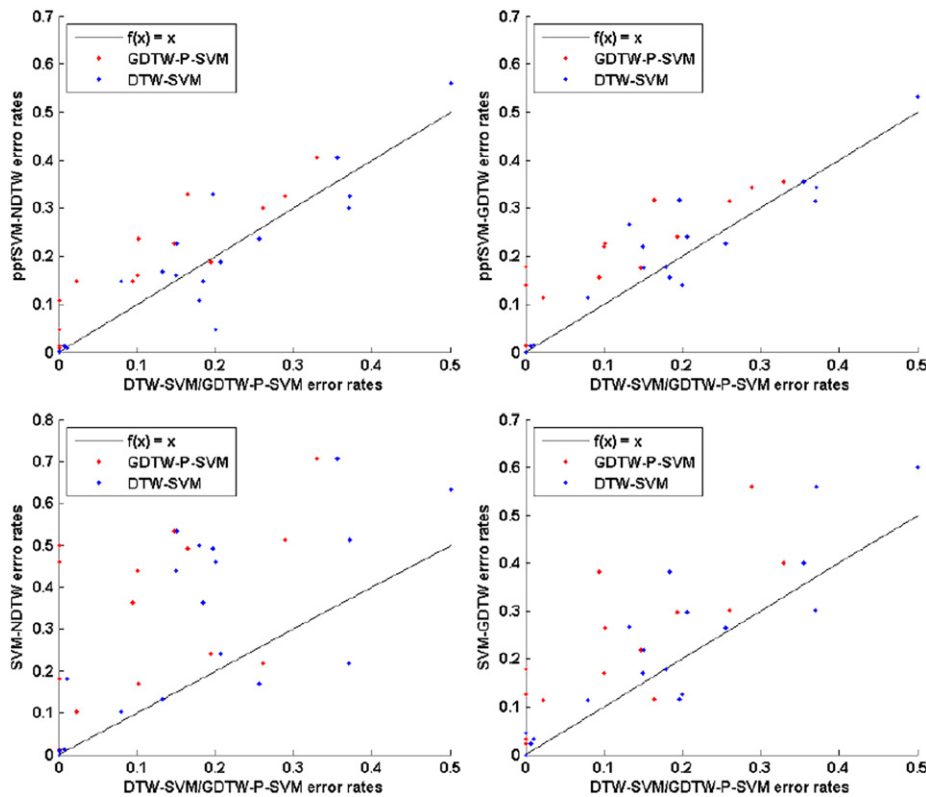 0.7
0.6
0.5
0.4
0.3
0.2
0.1
0
f(x) = x
GDTW-P-SVM
DTW-SVM
ppfSVM-NDTW errro rates
0 0.1 0.2 0.3 0.4 0.5
DTW-SVM/GDTW-P-SVM error rates
0.7
0.6
0.5
0.4
0.3
0.2
0.1
0
f(x) = x
GDTW-P-SVM
DTW-SVM
ppfSVM-GDTW errro rates
0 0.1 0.2 0.3 0.4 0.5
DTW-SVM/GDTW-P-SVM error rates
0.8
0.7
0.6
0.5
0.4
0.3
0.2
0.1
0
f(x) = x
GDTW-P-SVM
DTW-SVM
SVM-NDTW errro rates
0 0.1 0.2 0.3 0.4 0.5
DTW-SVM/GDTW-P-SVM error rates
0.7
0.6
0.5
0.4
0.3
0.2
0.1
0
f(x) = x
GDTW-P-SVM
DTW-SVM
SVM-GDTW errro rates
0 0.1 0.2 0.3 0.4 0.5
DTW-SVM/GDTW-P-SVM error rates